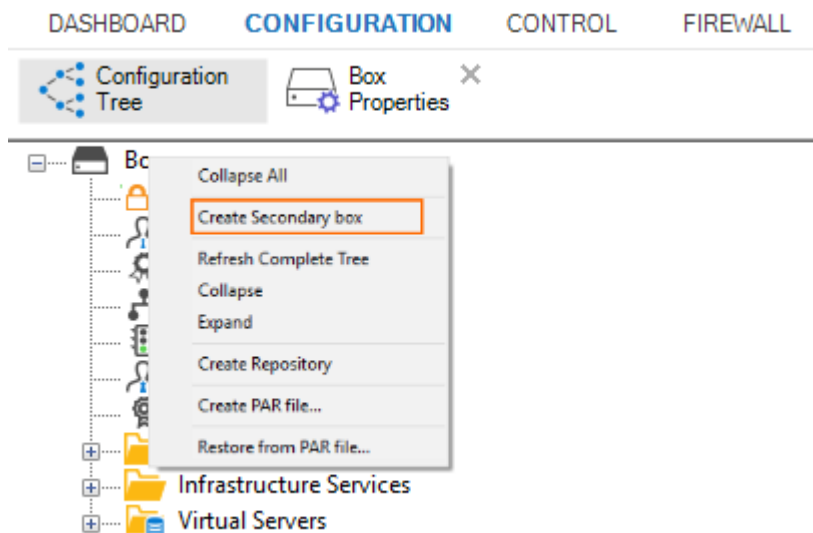 DASHBOARD CONFIGURATION CONTROL FIREWALL
Configuration
Tree
Box
Properties
Collapse All
Create Secondary box
Refresh Complete Tree
Collapse
Expand
Create Repository
Create PAR file...
Restore from PAR file...
Infrastructure Services
Virtual Servers